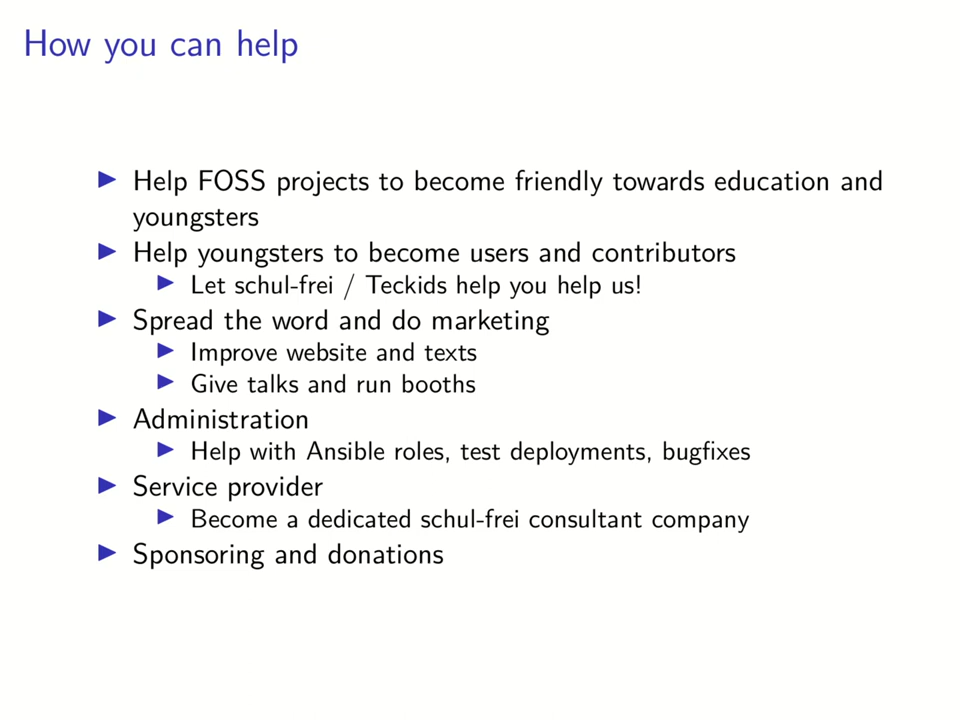 How you can help
Help FOSS projects to become friendly towards education and
youngsters
Help youngsters to become users and contributors
Let schul-frei / Teckids help you help us!
Spread the word and do marketing
Improve website and texts
Give talks and run booths
Administration
Help with Ansible roles, test deployments, bugfixes
Service provider
Become a dedicated schul-frei consultant company
Sponsoring and donations